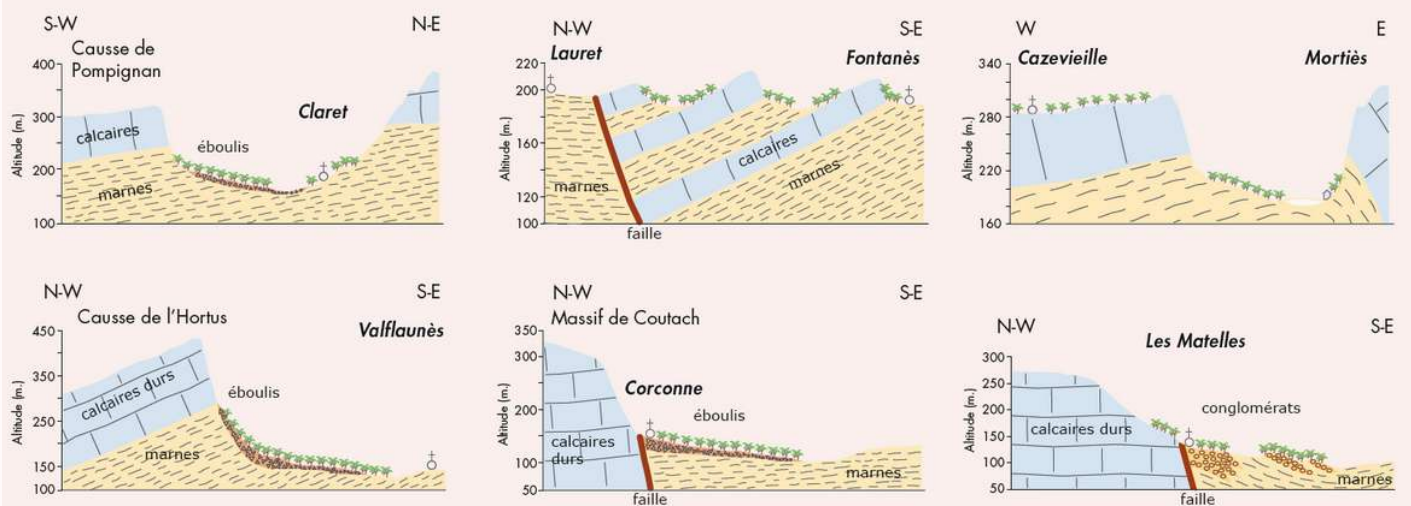 S-W
N-E
Causse de
Pompignan
400
300
200
100
Altitude (m.)
calcaires
marnes
éboulis
Claret
N-W
S-E
Lauret
Fontanès
220
200
160
120
100
Altitude (m.)
marnes
calcaires
marnes
faille
W
E
Cazevieille
Mortiès
340
280
220
160
Altitude (m.)
N-W
S-E
Causse de l'Hortus
Valflaunès
450
350
250
150
100
Altitude (m.)
calcaires durs
éboulis
marnes
N-W
S-E
Massif de Coutach
350
300
200
100
50
Altitude (m.)
Corconne
éboulis
calcaires
durs
marnes
faille
N-W
S-E
Les Matelles
300
250
200
150
100
50
Altitude (m.)
conglomérats
calcaires durs
marnes
faille